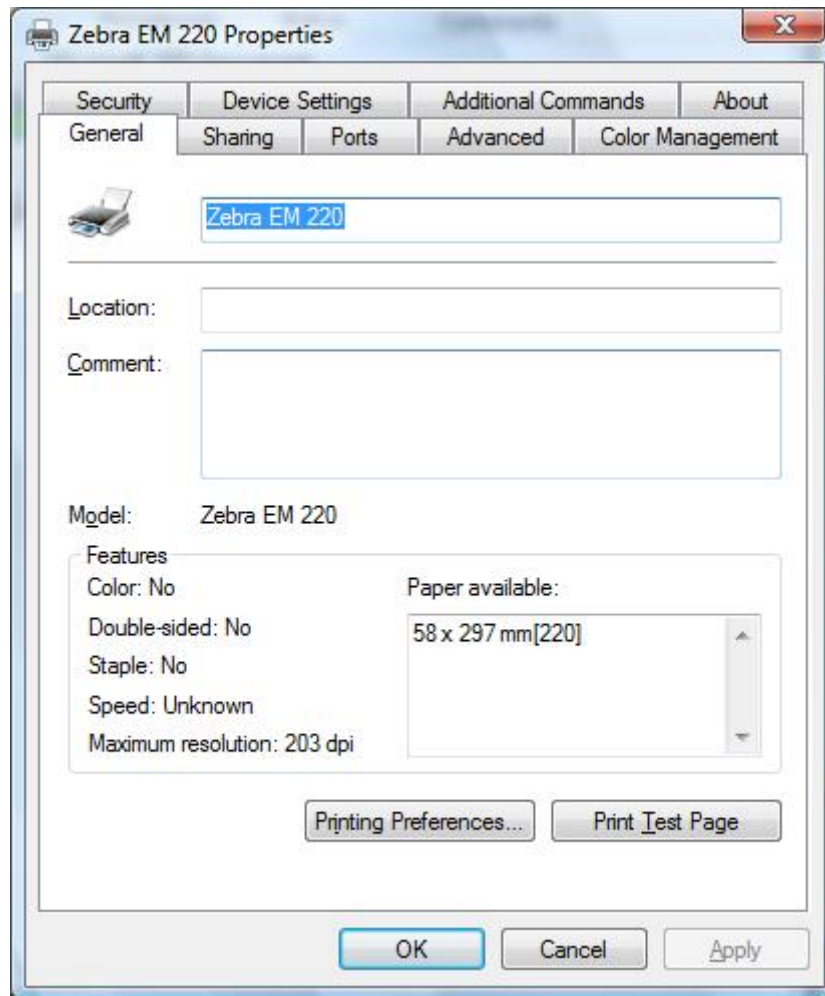 Zebra EM 220 Properties
Security Device Settings Additional Commands About
General Sharing Ports Advanced Color Management
Zebra EM 220
Location:
Comment:
Model: Zebra EM 220
Features
Color: No Paper available:
Double-sided: No 58 x 297 mm[220]
Staple: No
Speed: Unknown
Maximum resolution: 203 dpi
Printing Preferences... Print Test Page
OK Cancel Apply